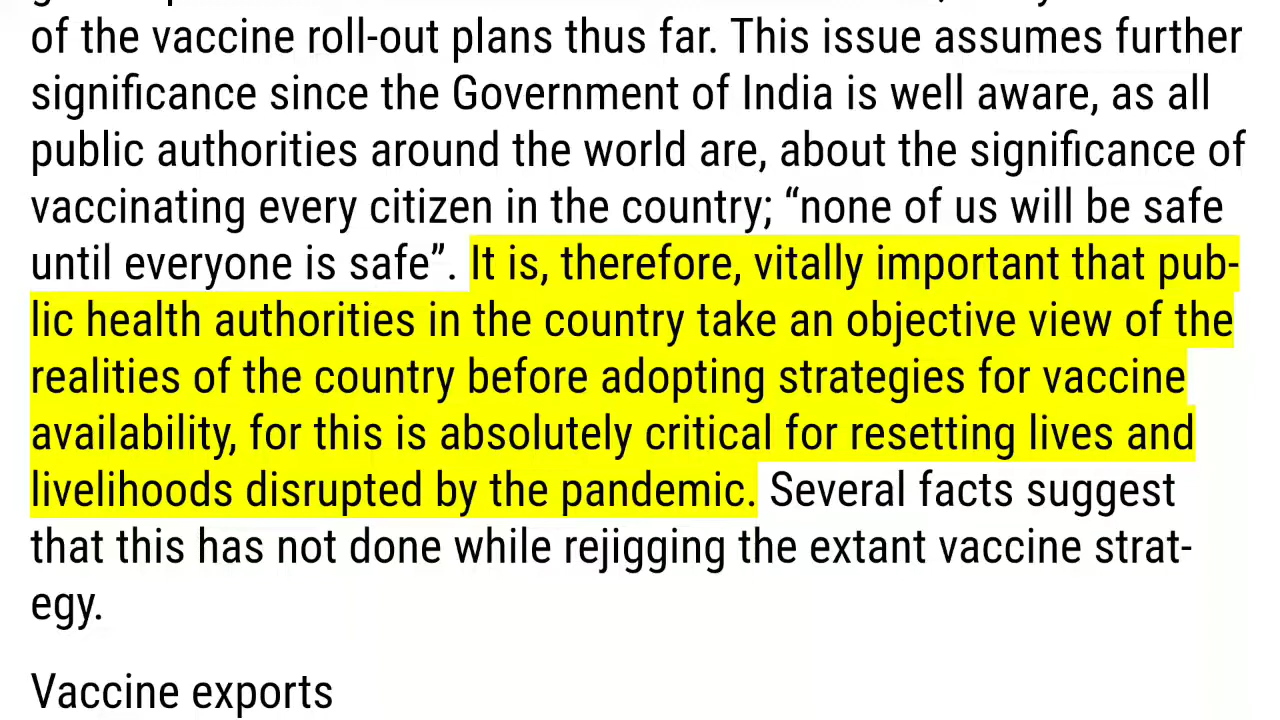 of the vaccine roll-out plans thus far. This issue assumes further
significance since the Government of India is well aware, as all
public authorities around the world are, about the significance of
vaccinating every citizen in the country; “none of us will be safe
until everyone is safe”. It is, therefore, vitally important that pub-
lic health authorities in the country take an objective view of the
realities of the country before adopting strategies for vaccine
availability, for this is absolutely critical for resetting lives and
livelihoods disrupted by the pandemic. Several facts suggest
that this has not done while rejigging the extant vaccine strat-
egy.
Vaccine exports